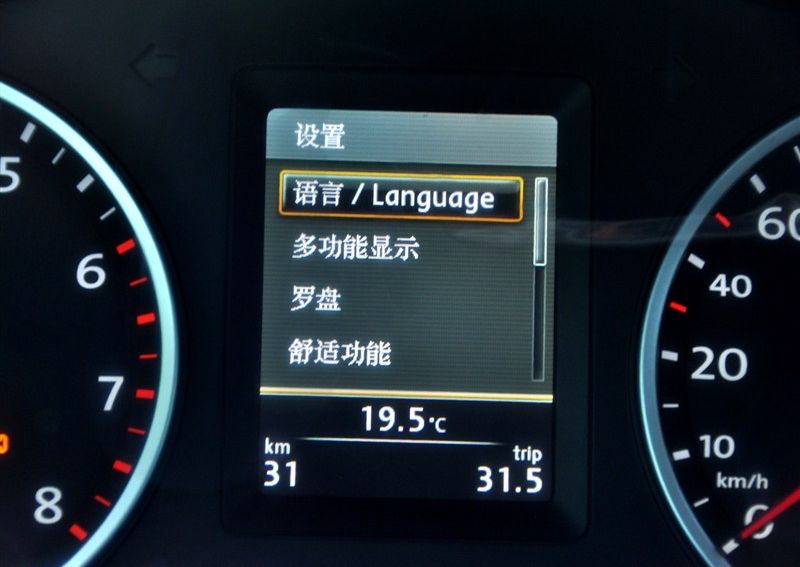 设置
语言 / Language
多功能显示
罗盘
舒适功能
19.5°C
km
trip
31
31.5
5
6
7
8
60
40
20
10
km/h
0